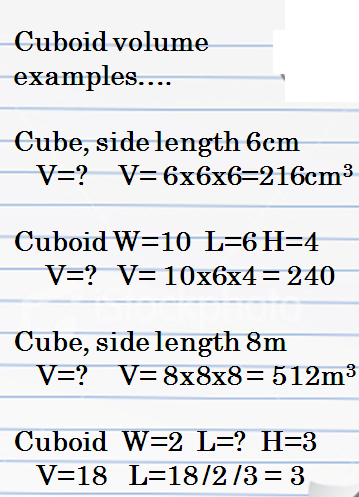 Cuboid volume
examples....
Cube, side length 6cm
V=? V= 6x6x6=216cm³
Cuboid W=10 L=6 H=4
V=? V= 10x6x4 = 240
Cube, side length 8m
V=? V= 8x8x8= 512m³
Cuboid W=2 L=? H=3
V=18 L=18/2/3 = 3